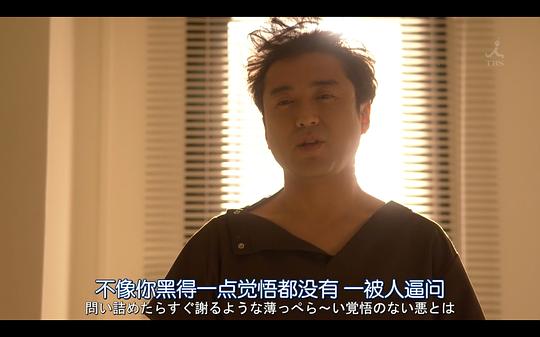 TBS
不像你黑得一点觉悟都没有 一被人逼问
問い詰めたらすぐ謝るような薄っぺら～い覚悟のない悪とは